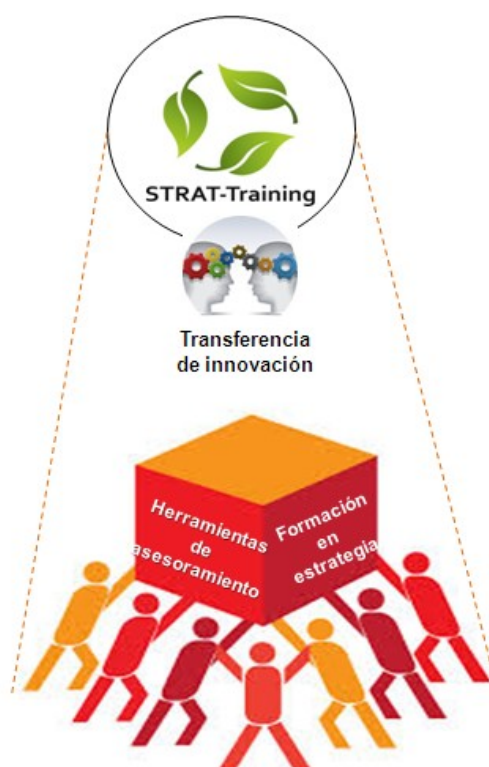 STRAT-Training
Transferencia
de innovación
Herramientas
de
asesoramiento
Formación
en
estrategia